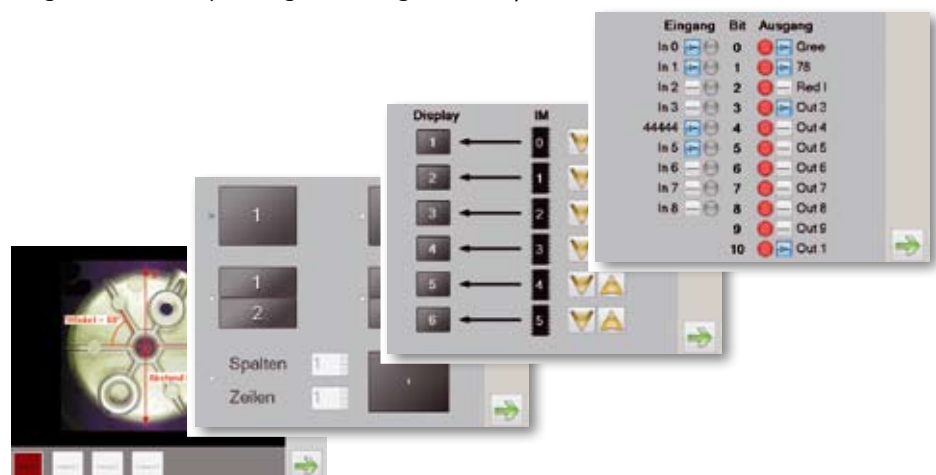 Eingang Bit Ausgang
In 0 0 Gree
In 1 1 78
In 2 2 Red I
In 3 3 Out 3
44444 4 Out 4
In 5 5 Out 5
In 6 6 Out 6
In 7 7 Out 7
In 8 8 Out 8
9 Out 9
10 Out 1
Display IM
1 0
2 1
3 2
4 3
5 4
6 5
1
1
2
Spalten 1
Zeilen 1
1